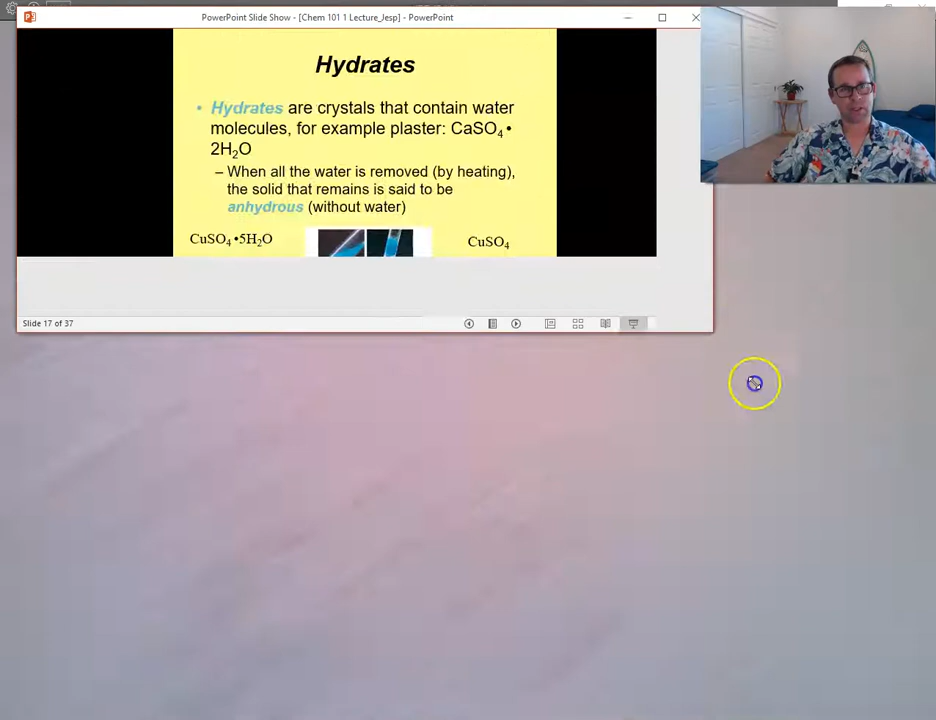 PowerPoint Slide Show - [Chem 101 1 Lecture_Jesp] - PowerPoint
Hydrates
• Hydrates are crystals that contain water
molecules, for example plaster: CaSO₄ •
2H₂O
– When all the water is removed (by heating),
the solid that remains is said to be
anhydrous (without water)
CuSO₄ •5H₂O
CuSO₄
Slide 17 of 37